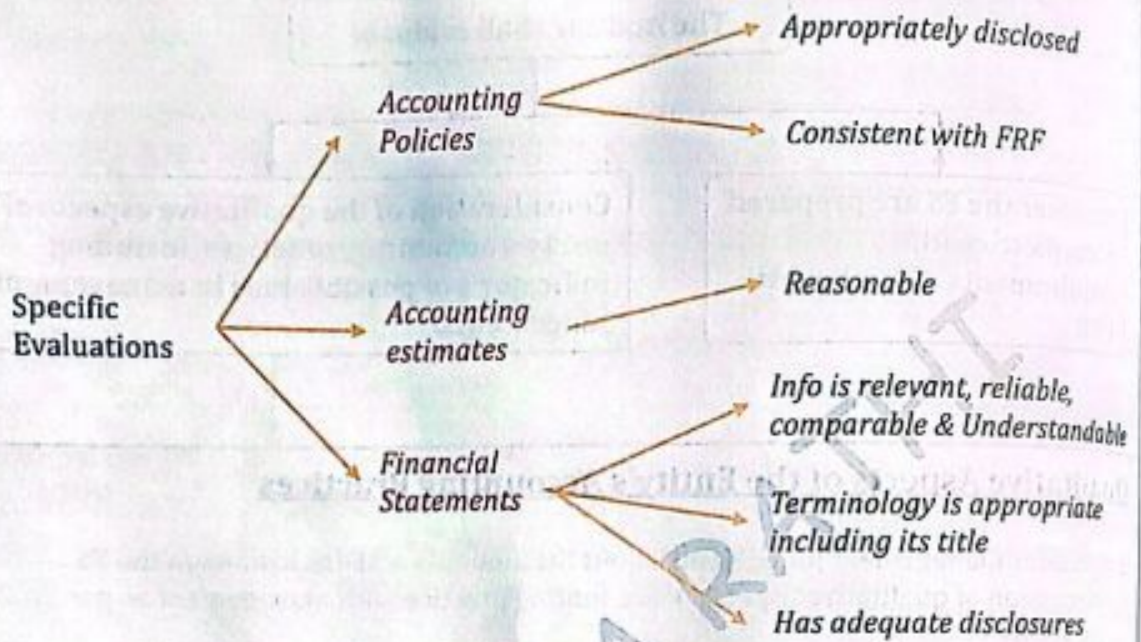 Appropriately disclosed
Accounting
Policies
Consistent with FRF
Specific
Evaluations
Accounting
estimates
Reasonable
Financial
Statements
Info is relevant, reliable,
comparable & Understandable
Terminology is appropriate
including its title
Has adequate disclosures